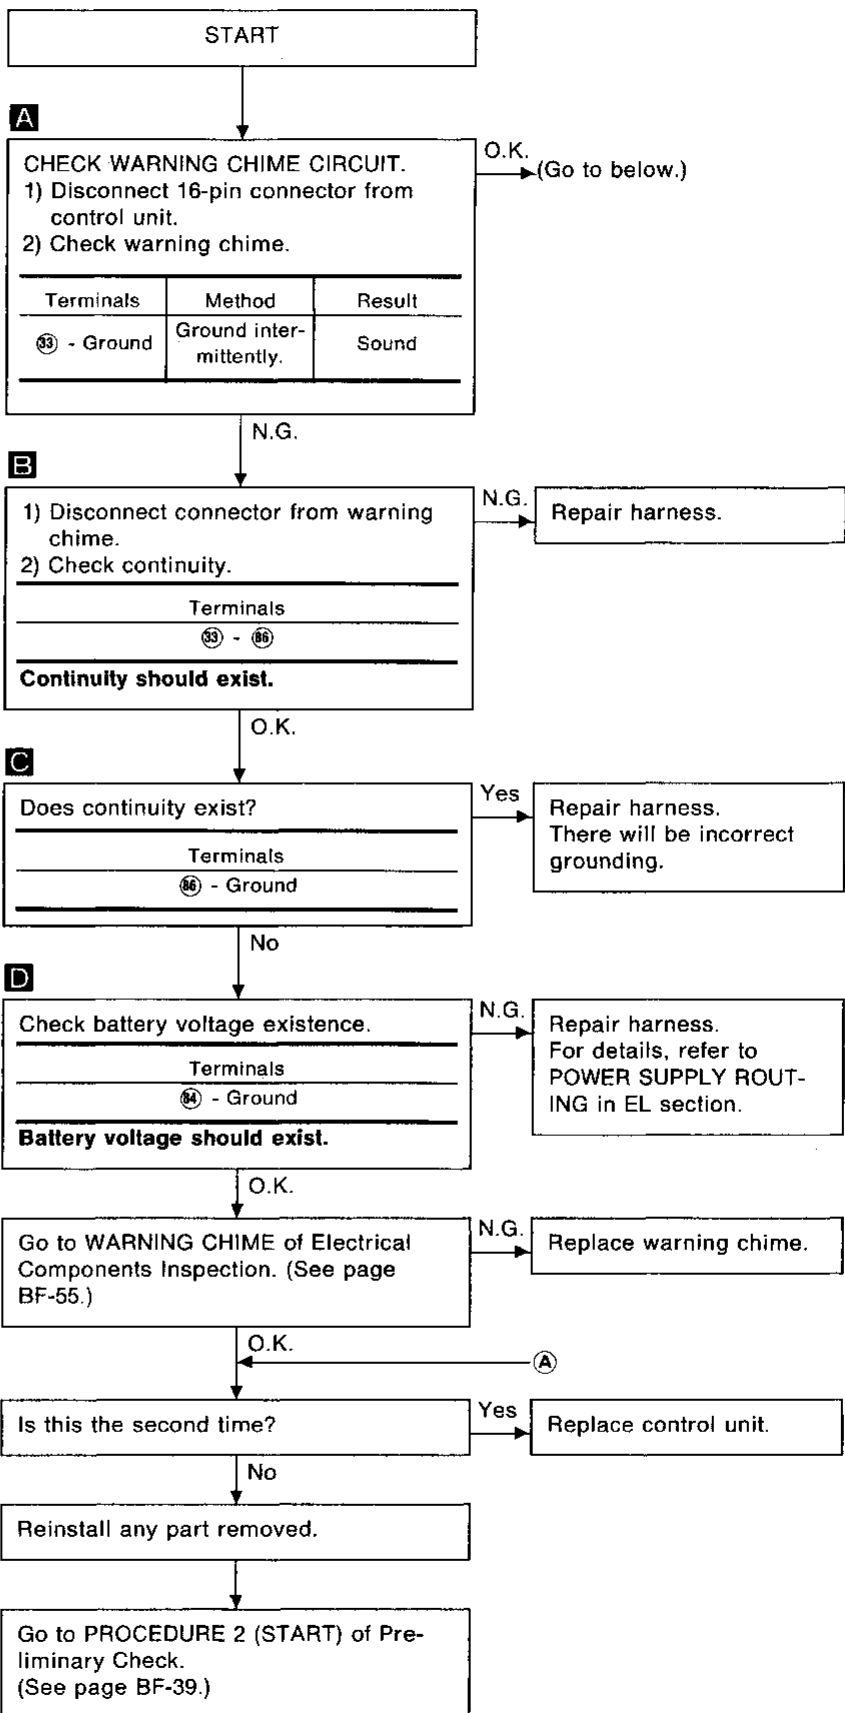 START
A
CHECK WARNING CHIME CIRCUIT.
1) Disconnect 16-pin connector from
control unit.
2) Check warning chime.
Terminals Method Result
㉝ - Ground Ground inter-
mittently. Sound
O.K.
(Go to below.)
N.G.
B
1) Disconnect connector from warning
chime.
2) Check continuity.
Terminals
㉝ - 86
Continuity should exist.
N.G.
Repair harness.
O.K.
C
Does continuity exist?
Terminals
86 - Ground
Yes
Repair harness.
There will be incorrect
grounding.
No
D
Check battery voltage existence.
Terminals
84 - Ground
Battery voltage should exist.
N.G.
Repair harness.
For details, refer to
POWER SUPPLY ROUT-
ING in EL section.
O.K.
Go to WARNING CHIME of Electrical
Components Inspection. (See page
BF-55.)
N.G.
Replace warning chime.
O.K.
Ⓐ
Is this the second time?
Yes
Replace control unit.
No
Reinstall any part removed.
Go to PROCEDURE 2 (START) of Pre-
liminary Check.
(See page BF-39.)